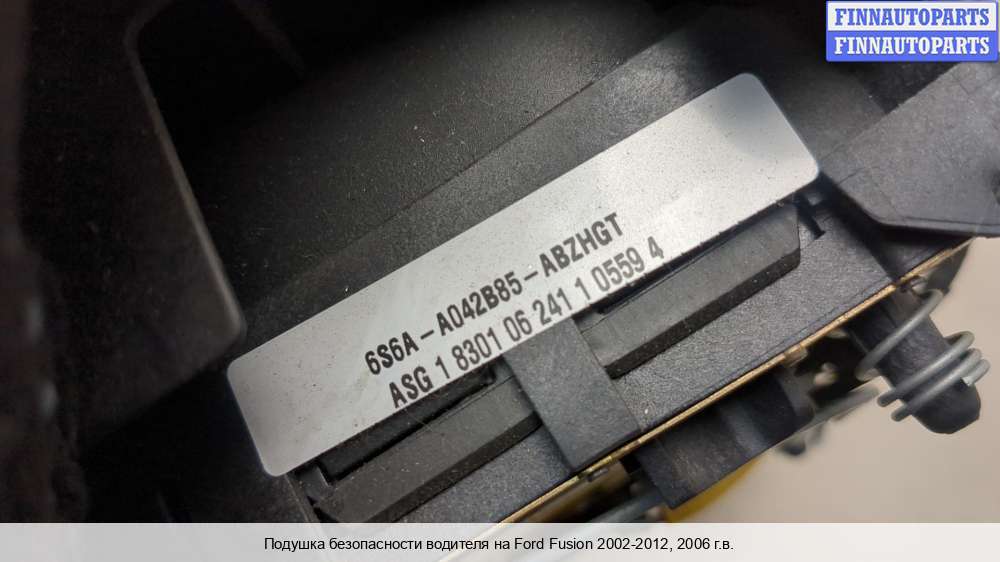 FINNAUTOPARTS
FINNAUTOPARTS
6S6A-A042B85-ABZHGT
ASG 1 8301 06 241 1 0559 4
Подушка безопасности водителя на Ford Fusion 2002-2012, 2006 г.в.